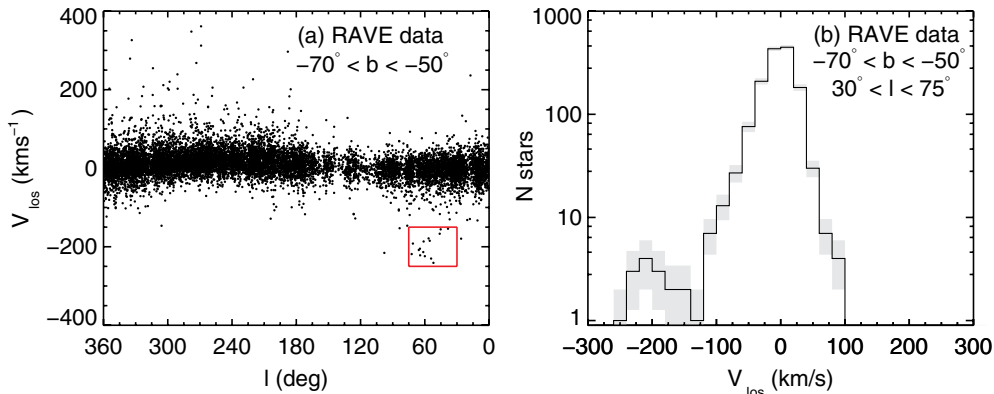 (a) RAVE data
−70° < b < −50°
400
200
0
−200
−400
V los (kms⁻¹)
360
300
240
180
120
60
0
l (deg)
(b) RAVE data
−70° < b < −50°
30° < l < 75°
1000
100
10
1
N stars
−300
−200
−100
0
100
200
300
V los (km/s)